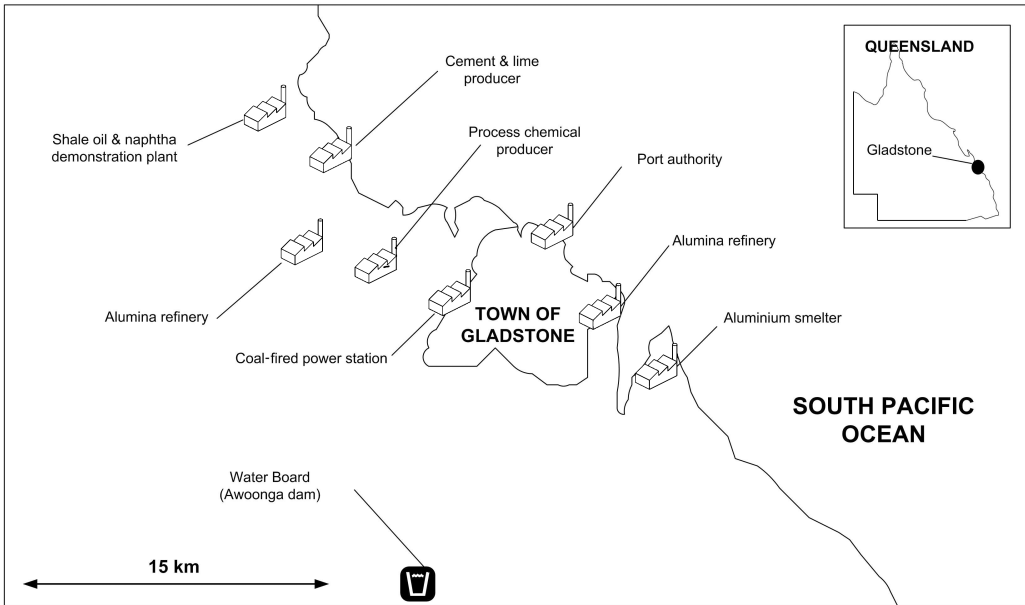 QUEENSLAND
Gladstone
Cement & lime
producer
Shale oil & naphtha
demonstration plant
Process chemical
producer
Port authority
Alumina refinery
Alumina refinery
TOWN OF
GLADSTONE
Aluminium smelter
Coal-fired power station
SOUTH PACIFIC
OCEAN
Water Board
(Awoonga dam)
15 km